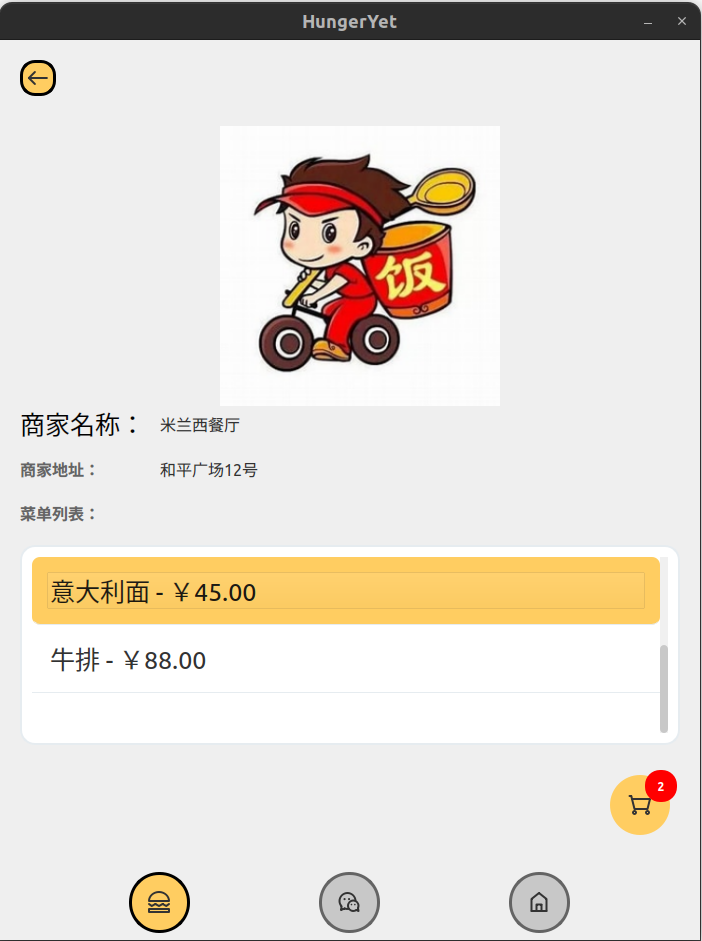 HungerYet
饭
商家名称： 米兰西餐厅
商家地址： 和平广场12号
菜单列表：
意大利面 - ￥45.00
牛排 - ￥88.00
2